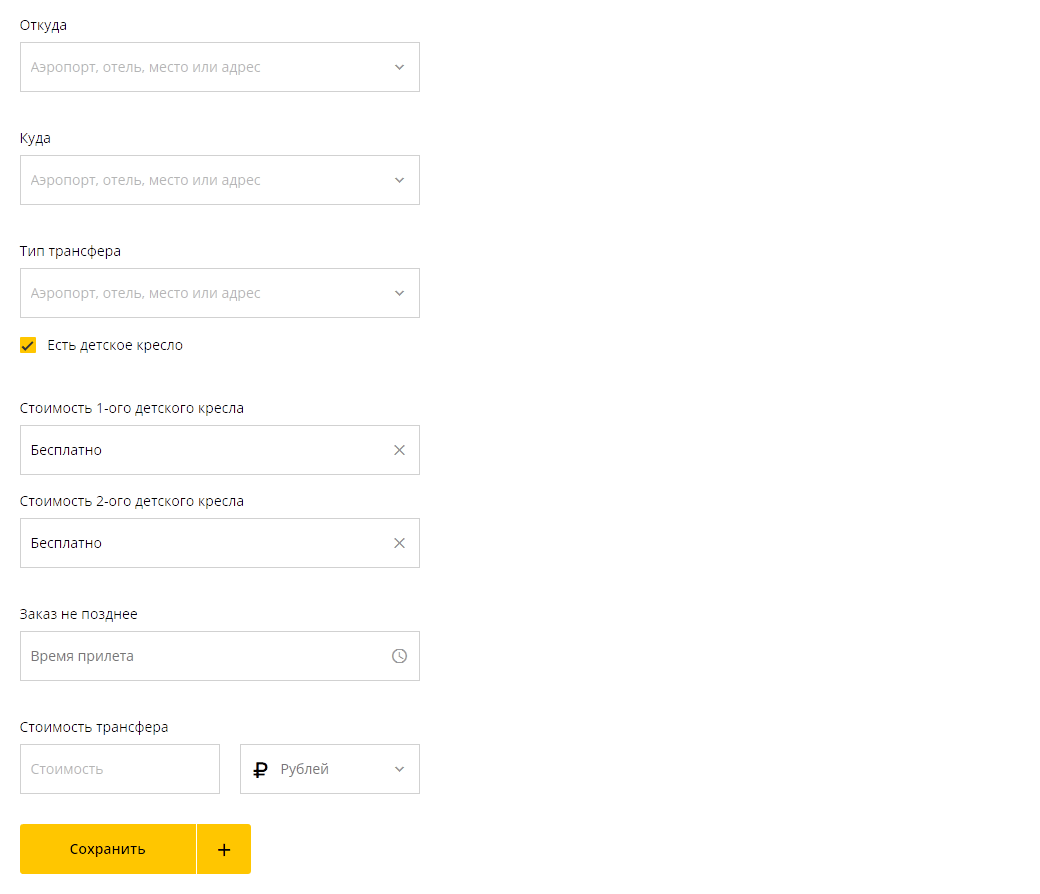 Откуда
Аэропорт, отель, место или адрес
Куда
Аэропорт, отель, место или адрес
Тип трансфера
Аэропорт, отель, место или адрес
Есть детское кресло
Стоимость 1-ого детского кресла
Бесплатно
Стоимость 2-ого детского кресла
Бесплатно
Заказ не позднее
Время прилета
Стоимость трансфера
Стоимость ₽ Рублей
Сохранить +